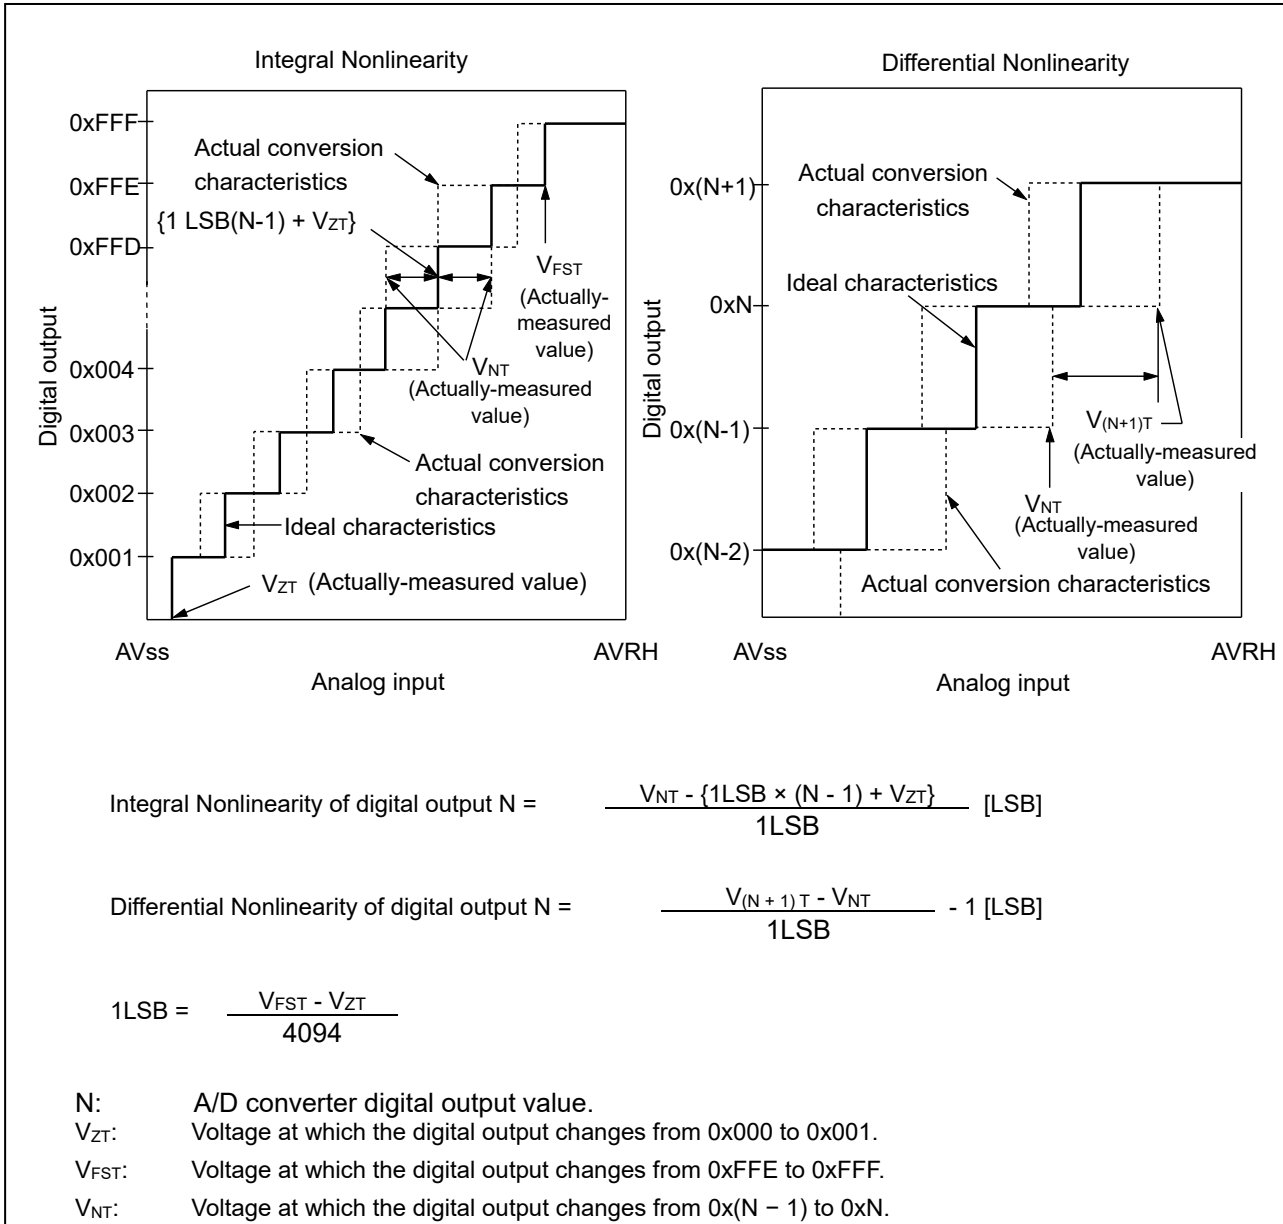 Integral Nonlinearity
0xFFF
0xFFE
0xFFD
0x004
0x003
0x002
0x001
Digital output
Actual conversion
characteristics
{1 LSB(N-1) + VZT}
VFST
(Actually-
measured
value)
VNT
(Actually-measured
value)
Actual conversion
characteristics
Ideal characteristics
VZT (Actually-measured value)
AVss
AVRH
Analog input
Differential Nonlinearity
0x(N+1)
0xN
0x(N-1)
0x(N-2)
Digital output
Actual conversion
characteristics
Ideal characteristics
V(N+1)T
(Actually-measured
value)
VNT
(Actually-measured
value)
Actual conversion characteristics
AVss
AVRH
Analog input
Integral Nonlinearity of digital output N = VNT - {1LSB × (N - 1) + VZT} [LSB]
1LSB
Differential Nonlinearity of digital output N = V(N + 1) T - VNT - 1 [LSB]
1LSB
1LSB = VFST - VZT
4094
N: A/D converter digital output value.
VZT: Voltage at which the digital output changes from 0x000 to 0x001.
VFST: Voltage at which the digital output changes from 0xFFE to 0xFFF.
VNT: Voltage at which the digital output changes from 0x(N − 1) to 0xN.